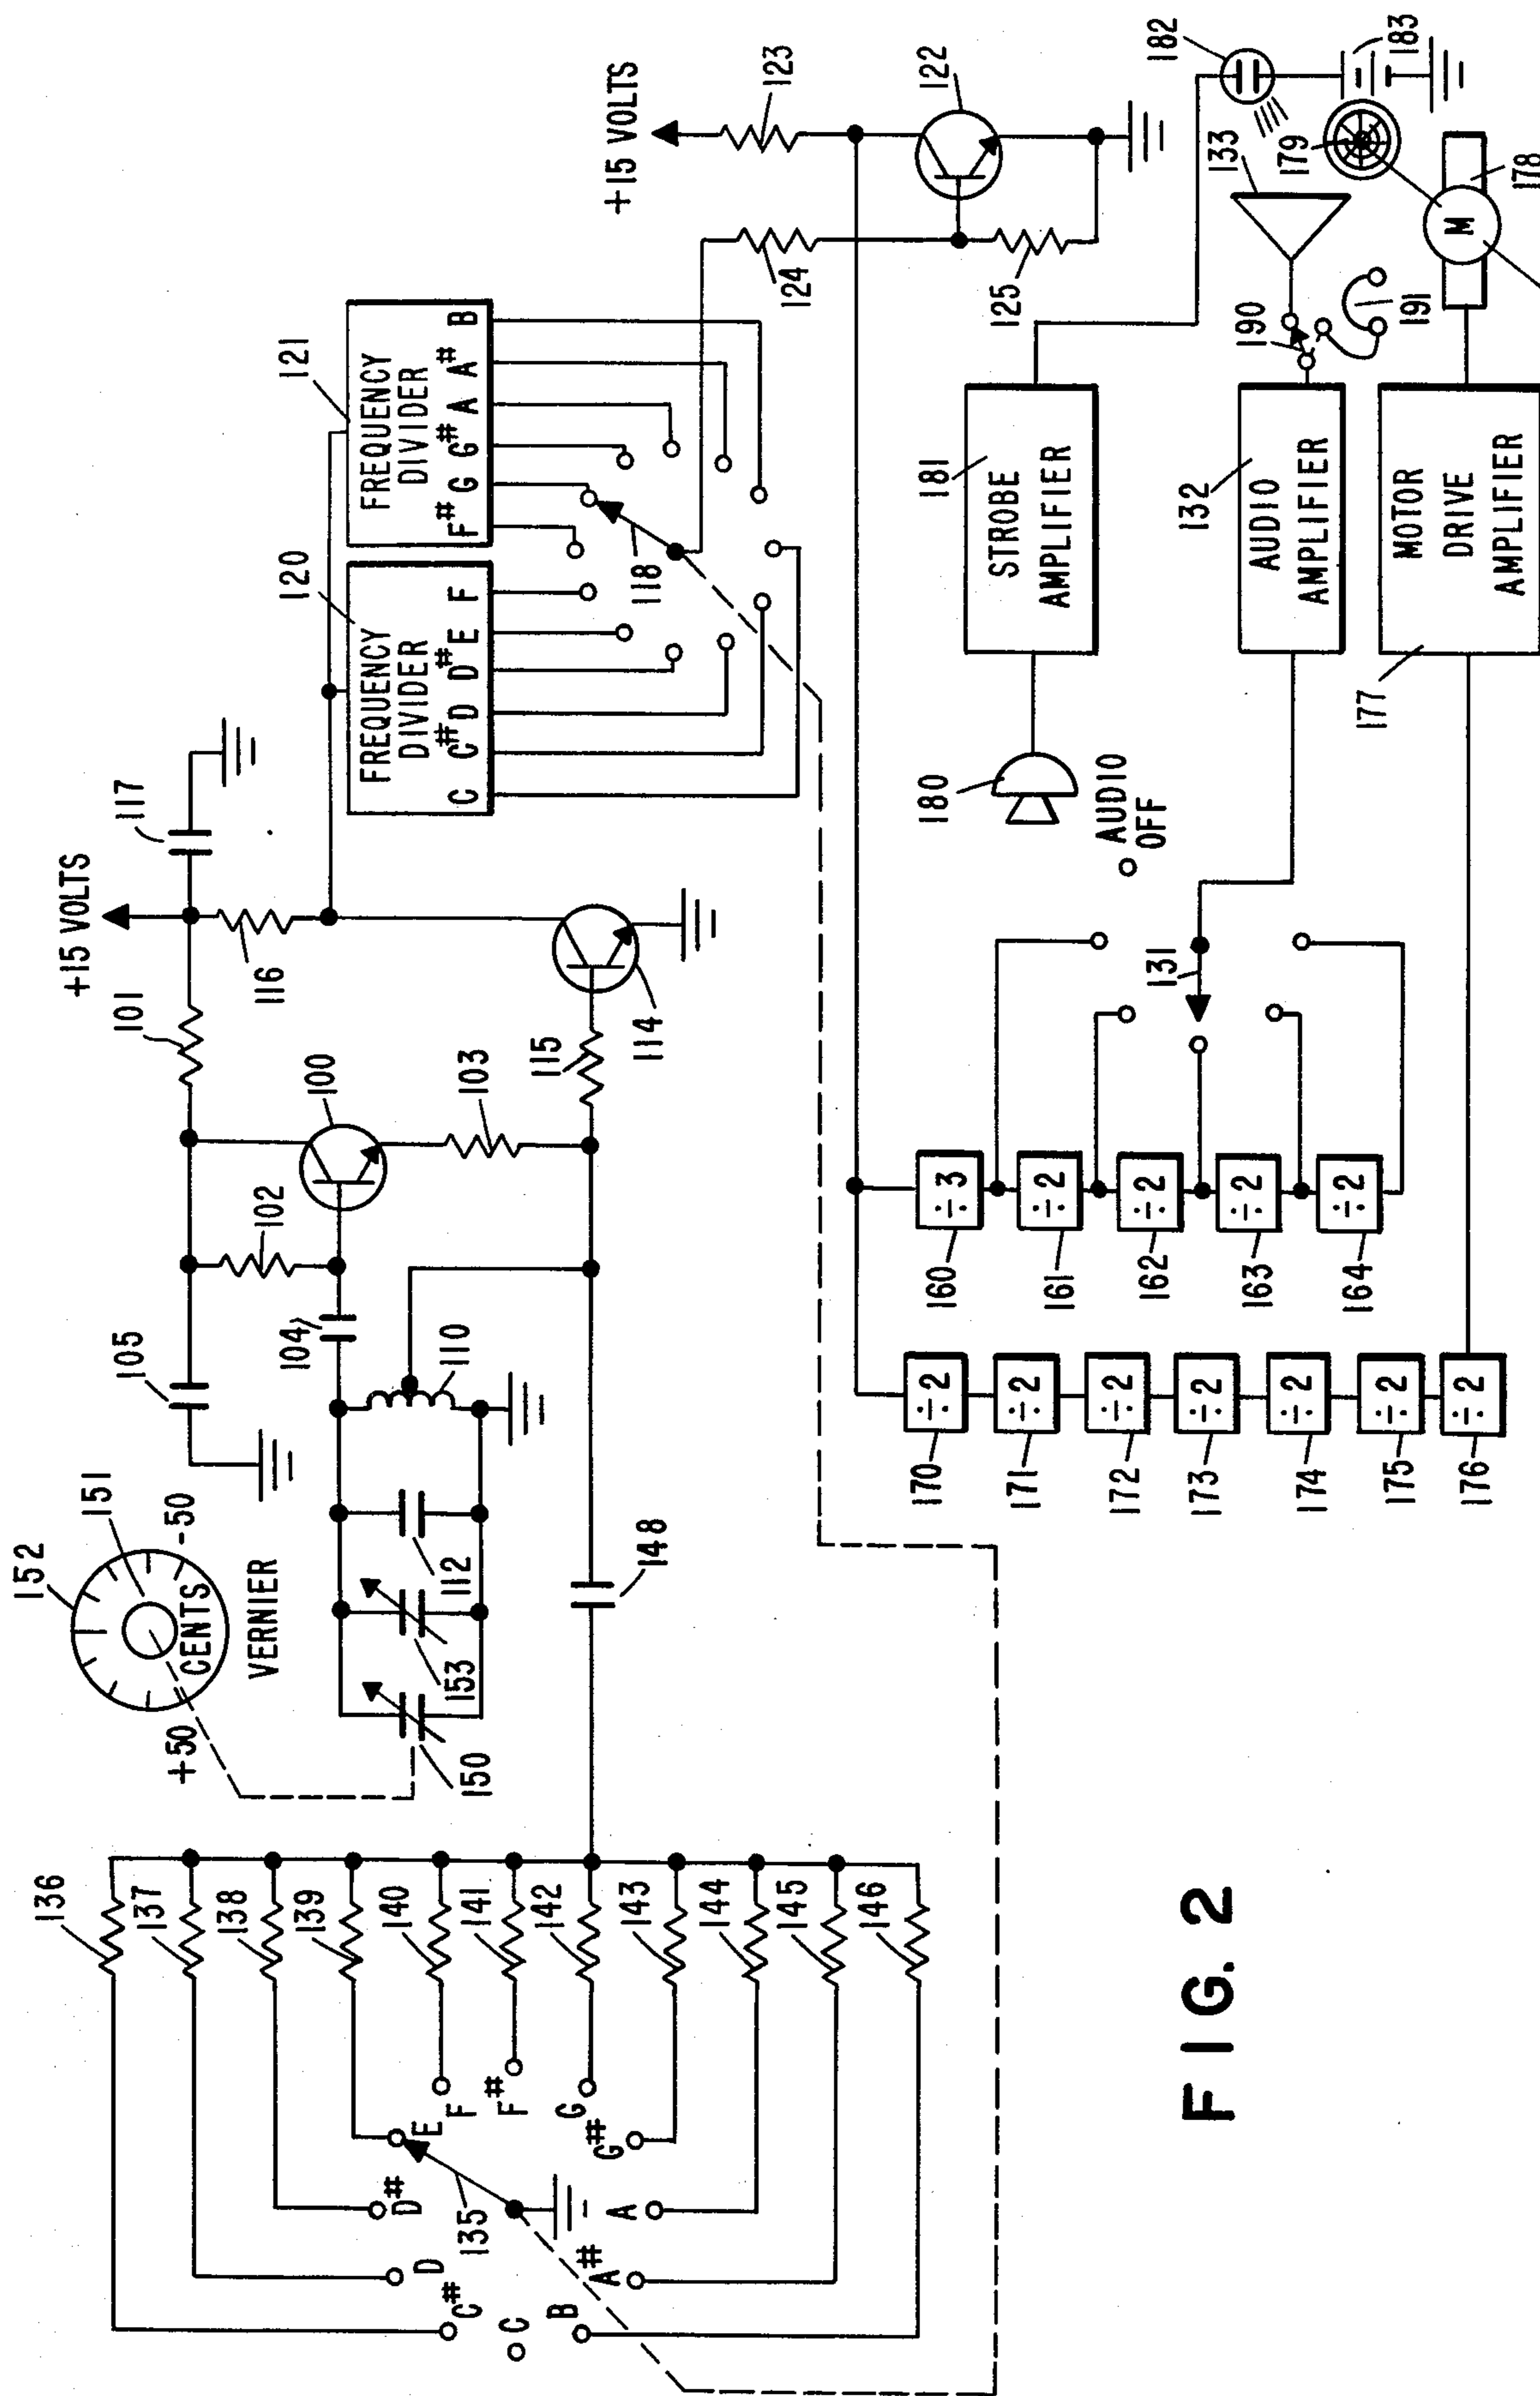 FIG. 2
136
137
138
139
140
141
142
143
144
145
146
C
C#
D
D#
E
F
F#
G
G#
A
A#
B
135
152
151
+50
CENTS
-50
VERNIER
150
153
112
110
148
105
104
102
100
101
103
115
114
116
+15 VOLTS
117
120
FREQUENCY
DIVIDER
C
C#
D
D#
E
F
121
FREQUENCY
DIVIDER
F#
G
G#
A
A#
B
118
+15 VOLTS
123
122
124
125
160
÷3
161
÷2
162
÷2
163
÷2
164
÷2
170
÷2
171
÷2
172
÷2
173
÷2
174
÷2
175
÷2
176
÷2
131
AUDIO
OFF
180
181
STROBE
AMPLIFIER
132
AUDIO
AMPLIFIER
177
MOTOR
DRIVE
AMPLIFIER
190
191
133
182
183
179
M
178